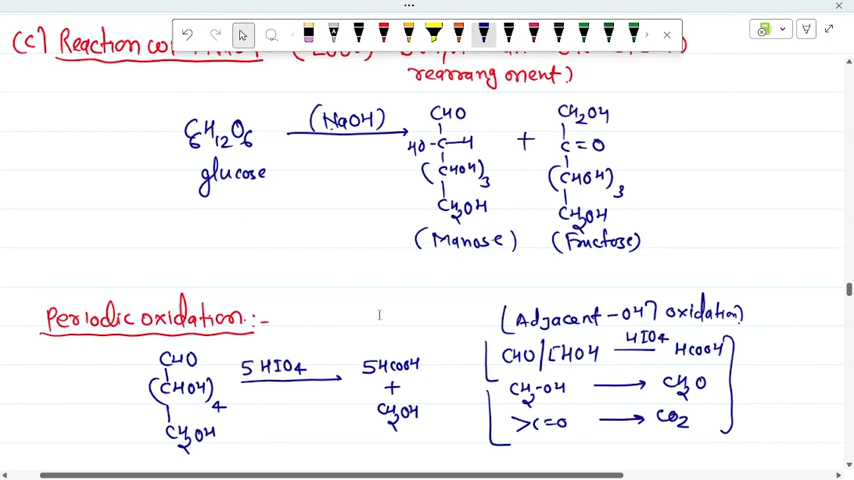 (C) Reaction
rearrangment)
C6H12O6 (NaOH) CHO + CH2OH
glucose HO-C-H C=O
(CHOH)3 (CHOH)3
CH2OH CH2OH
(Manose) (Fructose)
Periodic oxidation:-
(Adjacent -OH oxidation)
CHO 5 HIO4 5HCOOH CHO/CHOH HIO4 HCOOH
(CHOH)4 + CH2-OH → CH2O
CH2OH CH2OH >C=O → CO2